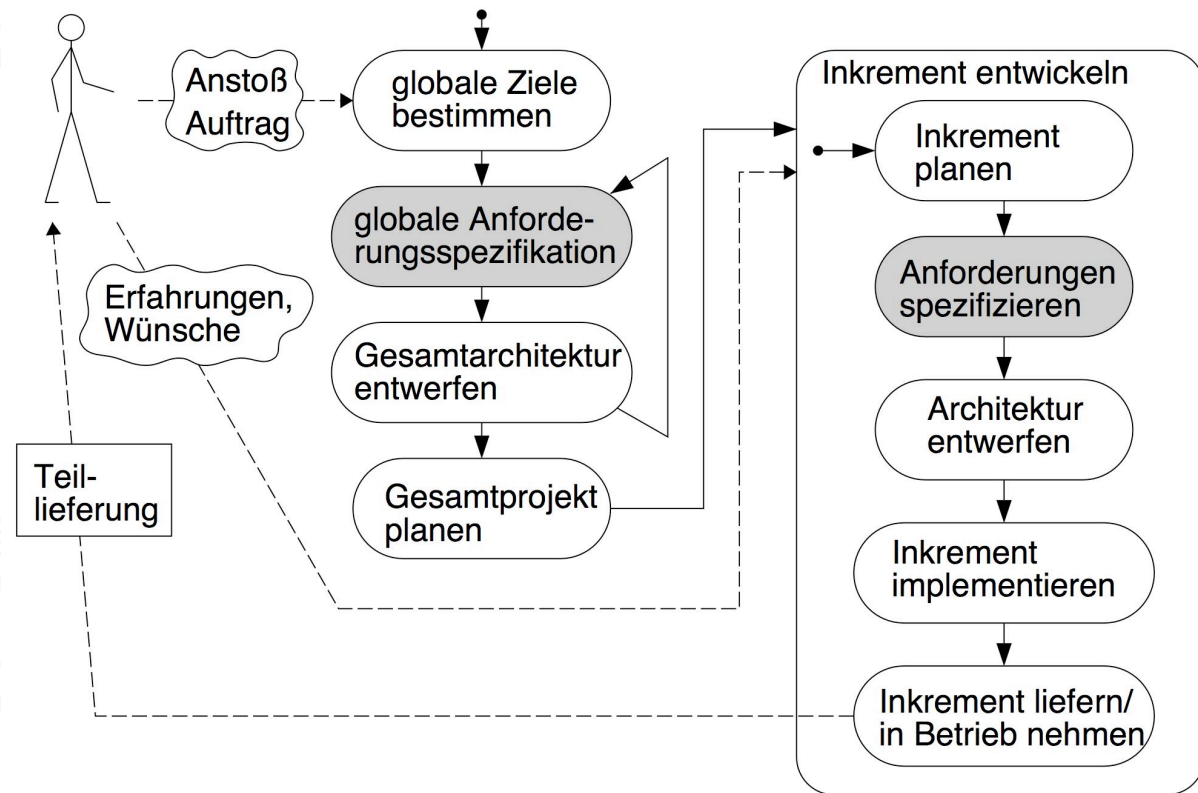 Anstoß
Auftrag
globale Ziele
bestimmen
globale Anforde-
rungsspezifikation
Gesamtarchitektur
entwerfen
Gesamtprojekt
planen
Erfahrungen,
Wünsche
Teil-
lieferung
Inkrement entwickeln
Inkrement
planen
Anforderungen
spezifizieren
Architektur
entwerfen
Inkrement
implementieren
Inkrement liefern/
in Betrieb nehmen